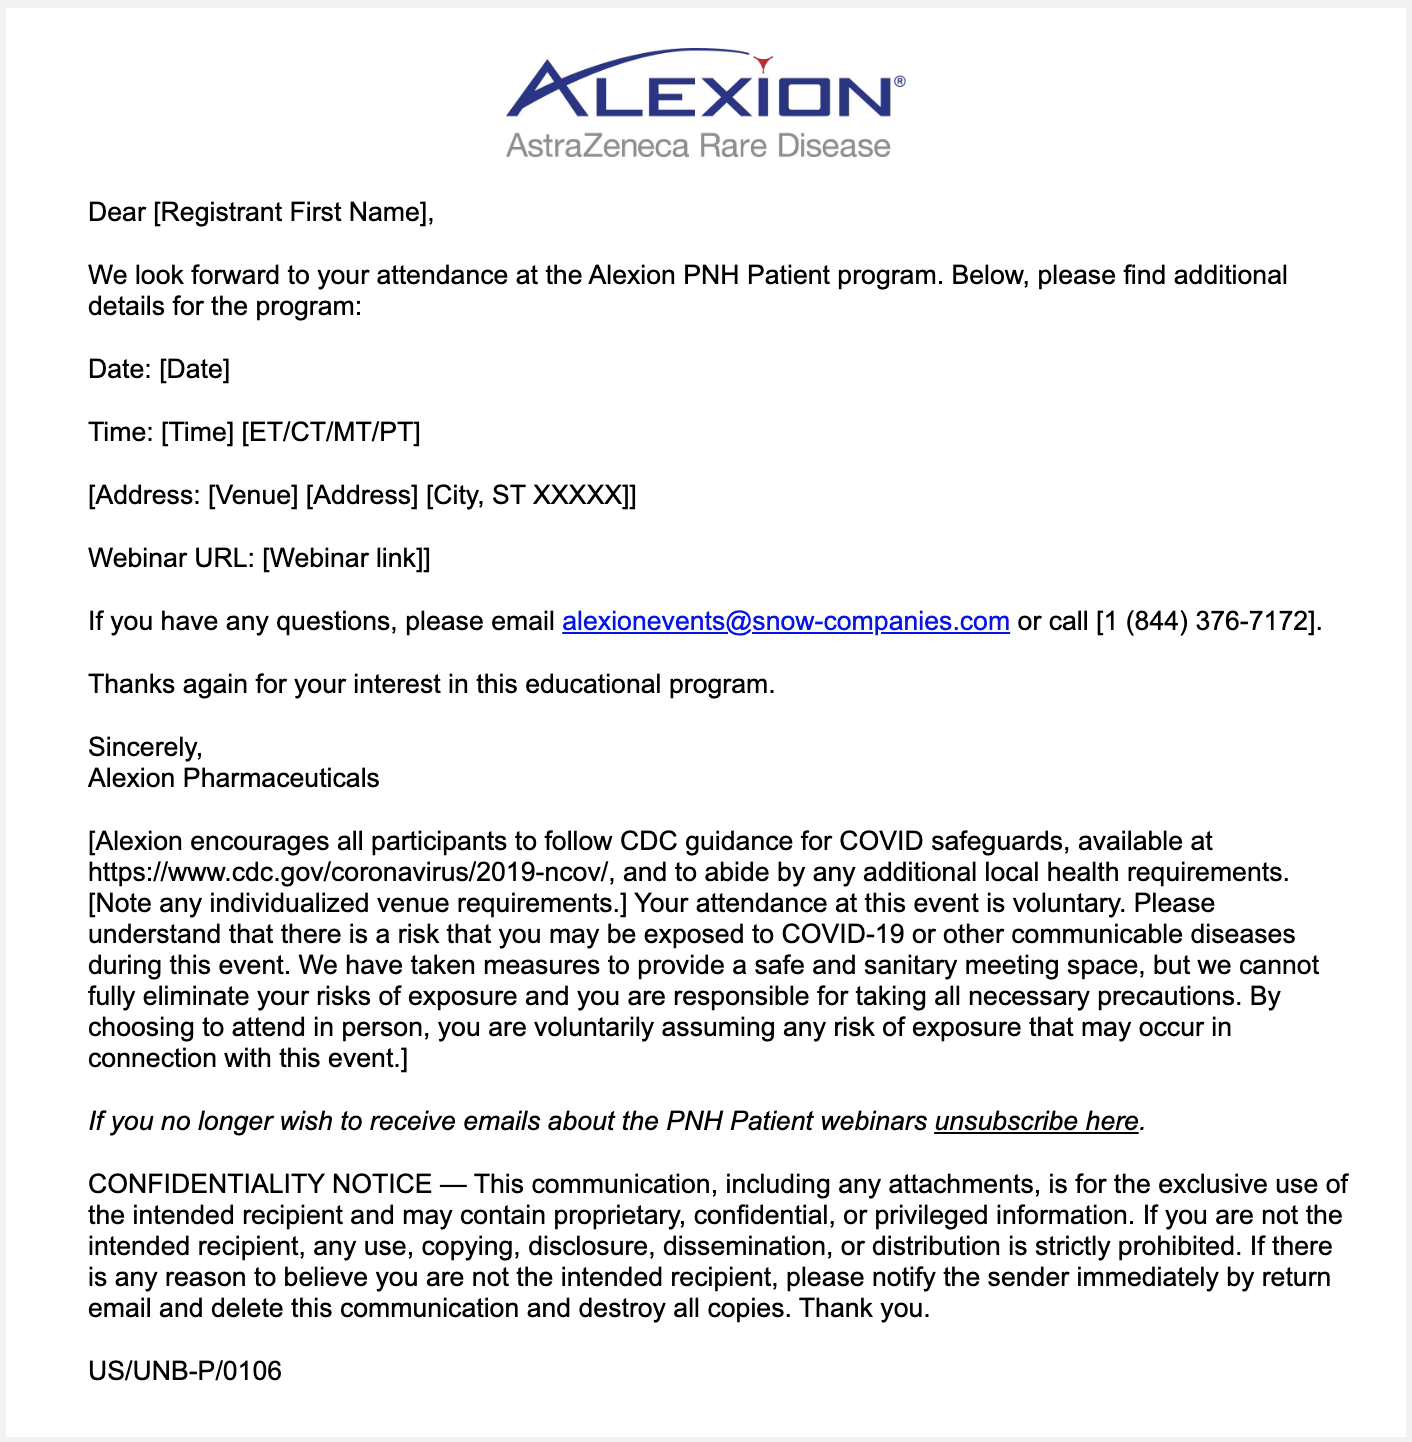 ALEXION®
AstraZeneca Rare Disease
Dear [Registrant First Name],
We look forward to your attendance at the Alexion PNH Patient program. Below, please find additional
details for the program:
Date: [Date]
Time: [Time] [ET/CT/MT/PT]
[Address: [Venue] [Address] [City, ST XXXXX]]
Webinar URL: [Webinar link]]
If you have any questions, please email alexionevents@snow-companies.com or call [1 (844) 376-7172].
Thanks again for your interest in this educational program.
Sincerely,
Alexion Pharmaceuticals
[Alexion encourages all participants to follow CDC guidance for COVID safeguards, available at
https://www.cdc.gov/coronavirus/2019-ncov/, and to abide by any additional local health requirements.
[Note any individualized venue requirements.] Your attendance at this event is voluntary. Please
understand that there is a risk that you may be exposed to COVID-19 or other communicable diseases
during this event. We have taken measures to provide a safe and sanitary meeting space, but we cannot
fully eliminate your risks of exposure and you are responsible for taking all necessary precautions. By
choosing to attend in person, you are voluntarily assuming any risk of exposure that may occur in
connection with this event.]
If you no longer wish to receive emails about the PNH Patient webinars unsubscribe here.
CONFIDENTIALITY NOTICE — This communication, including any attachments, is for the exclusive use of
the intended recipient and may contain proprietary, confidential, or privileged information. If you are not the
intended recipient, any use, copying, disclosure, dissemination, or distribution is strictly prohibited. If there
is any reason to believe you are not the intended recipient, please notify the sender immediately by return
email and delete this communication and destroy all copies. Thank you.
US/UNB-P/0106